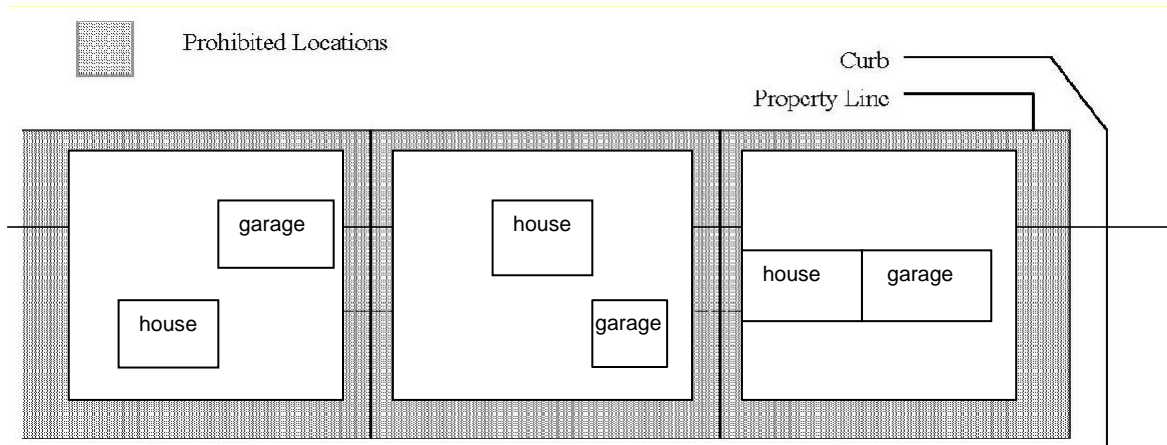 Prohibited Locations
Curb
Property Line
garage
house
house
garage
house
garage